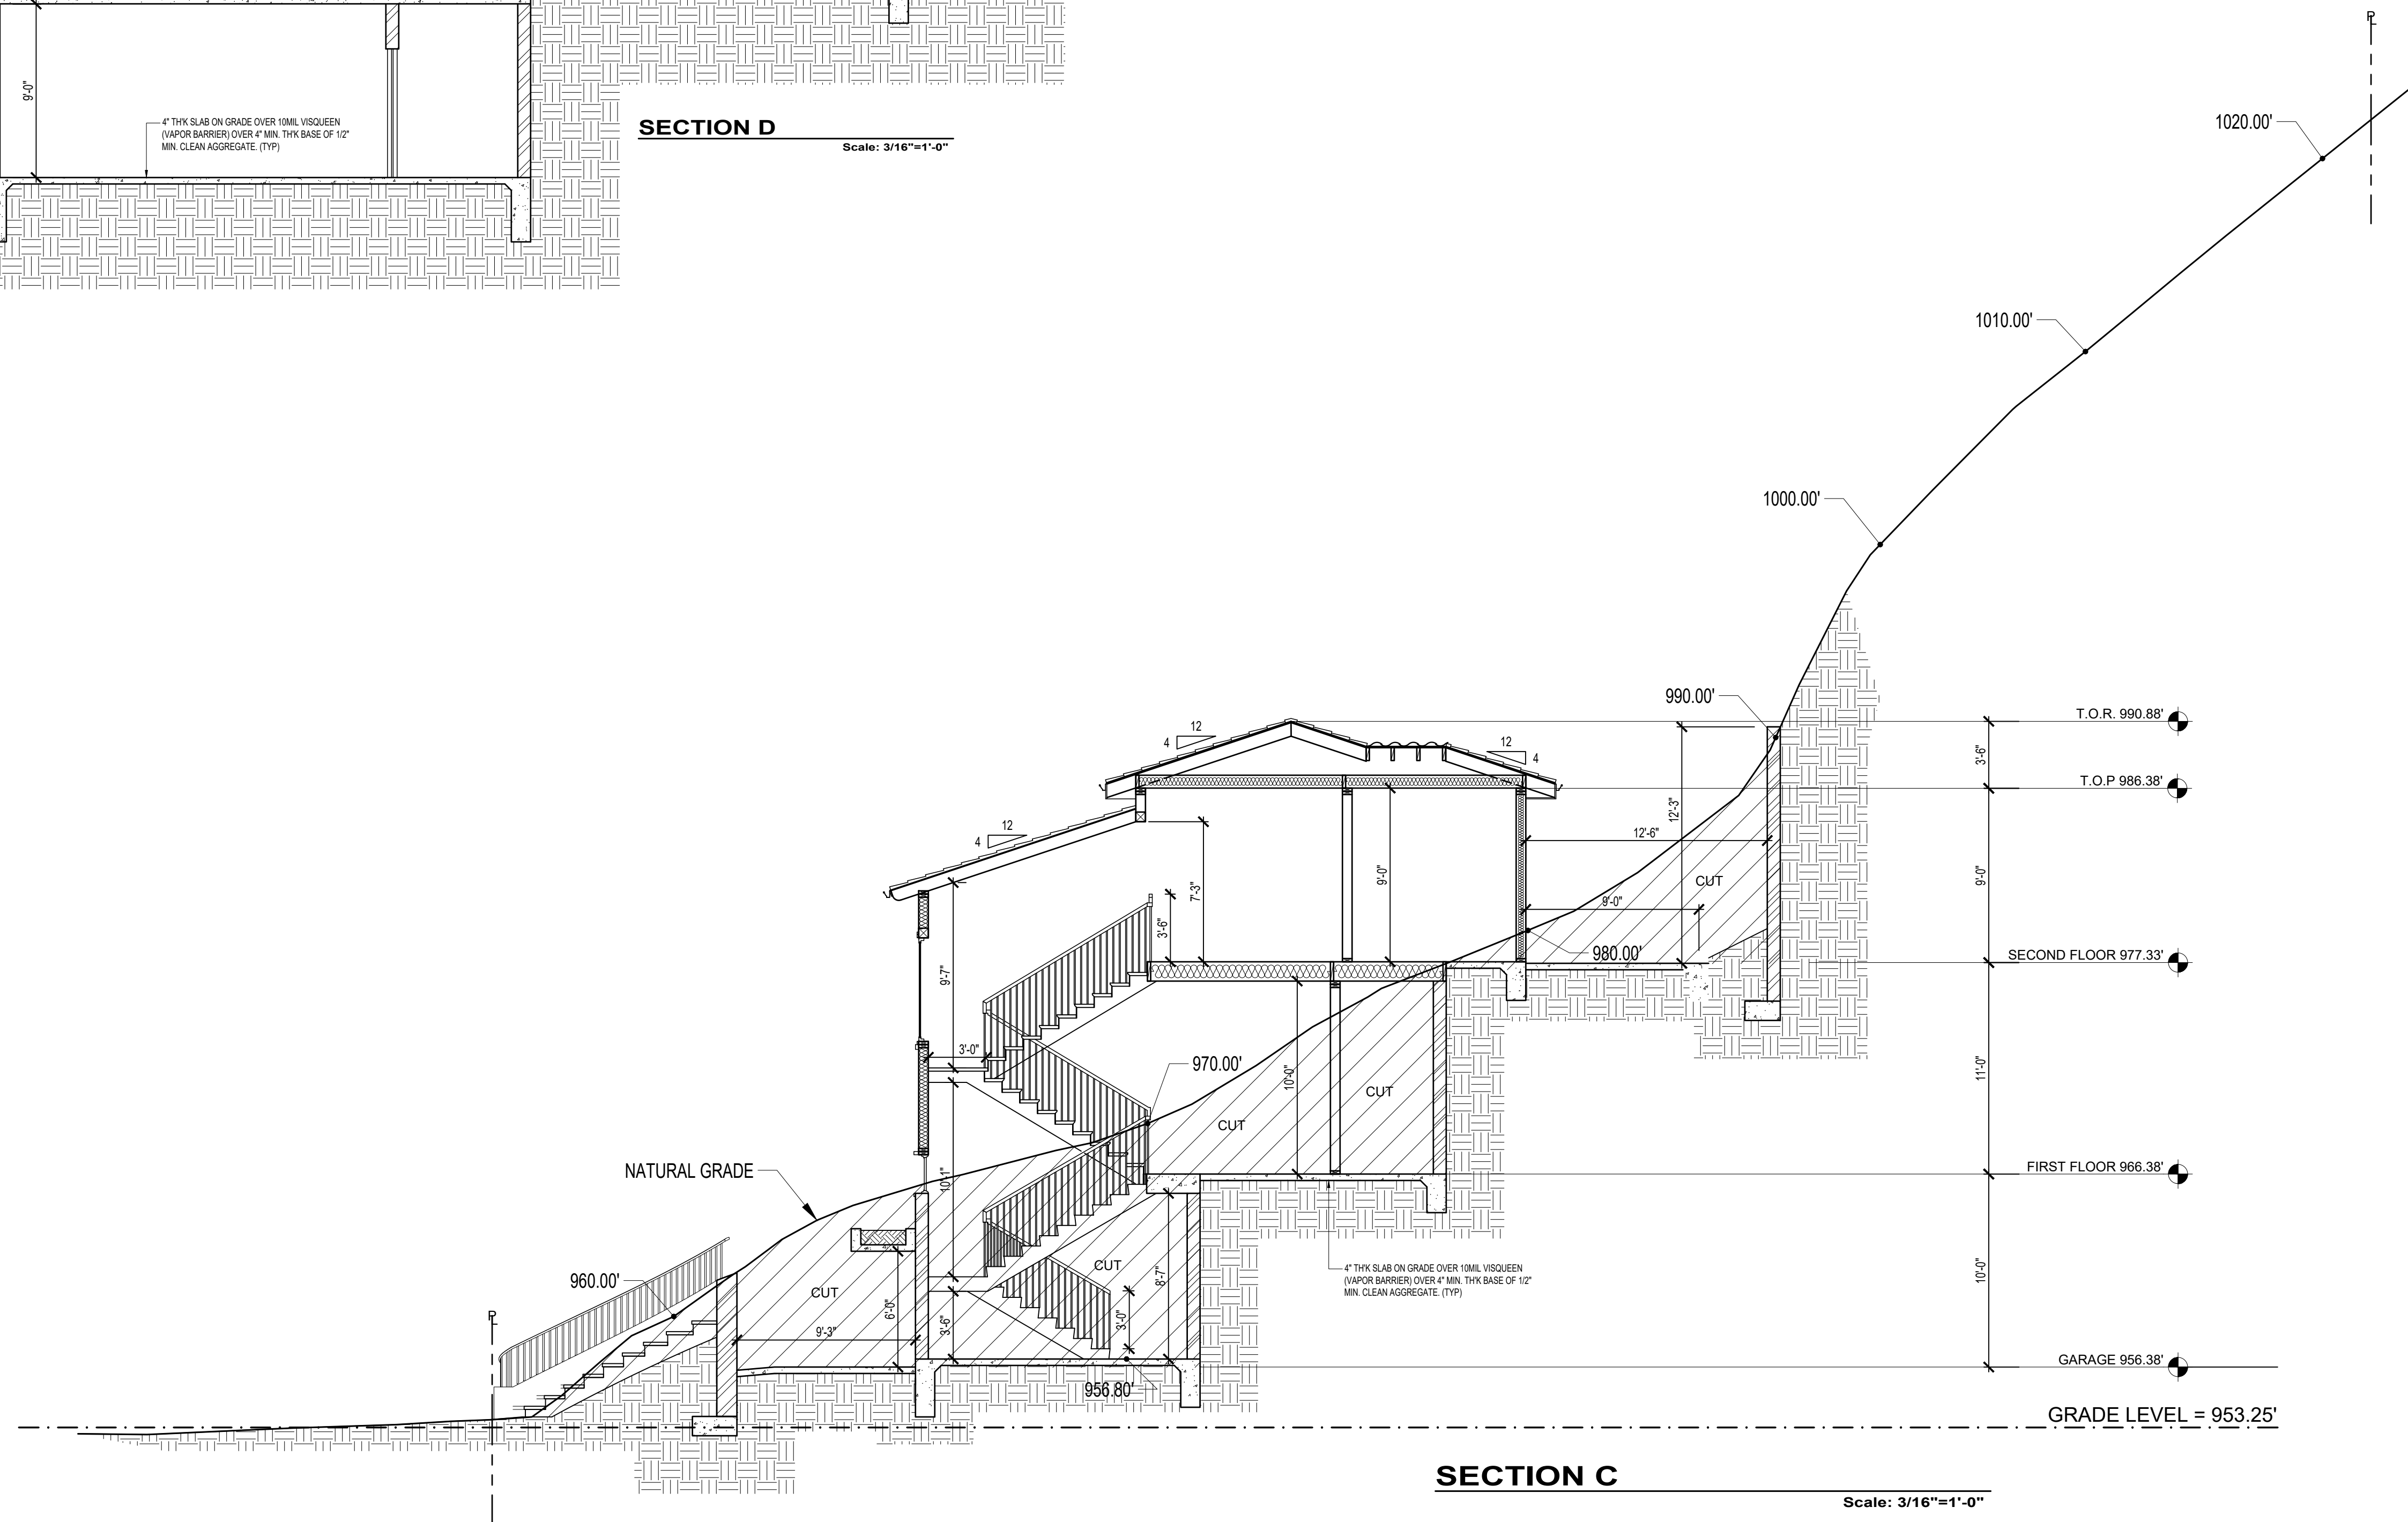 9'-0"
4" TH'K SLAB ON GRADE OVER 10MIL VISQUEEN
(VAPOR BARRIER) OVER 4" MIN. TH'K BASE OF 1/2"
MIN. CLEAN AGGREGATE. (TYP)
SECTION D
Scale: 3/16"=1'-0"
PL
1020.00'
1010.00'
1000.00'
990.00'
T.O.R. 990.88'
12
4
12
4
3'-6"
T.O.P 986.38'
12'-3"
12
4
12'-6"
7'-3"
9'-0"
CUT
9'-0"
9'-0"
3'-6"
980.00'
SECOND FLOOR 977.33'
9'-7"
3'-0"
970.00'
10'-0"
CUT
11'-0"
CUT
NATURAL GRADE
10'-1"
FIRST FLOOR 966.38'
960.00'
CUT
CUT
8'-7"
4" TH'K SLAB ON GRADE OVER 10MIL VISQUEEN
(VAPOR BARRIER) OVER 4" MIN. TH'K BASE OF 1/2"
MIN. CLEAN AGGREGATE. (TYP)
10'-0"
6'-0"
PL
9'-3"
3'-6"
3'-0"
GARAGE 956.38'
956.80'
GRADE LEVEL = 953.25'
SECTION C
Scale: 3/16"=1'-0"